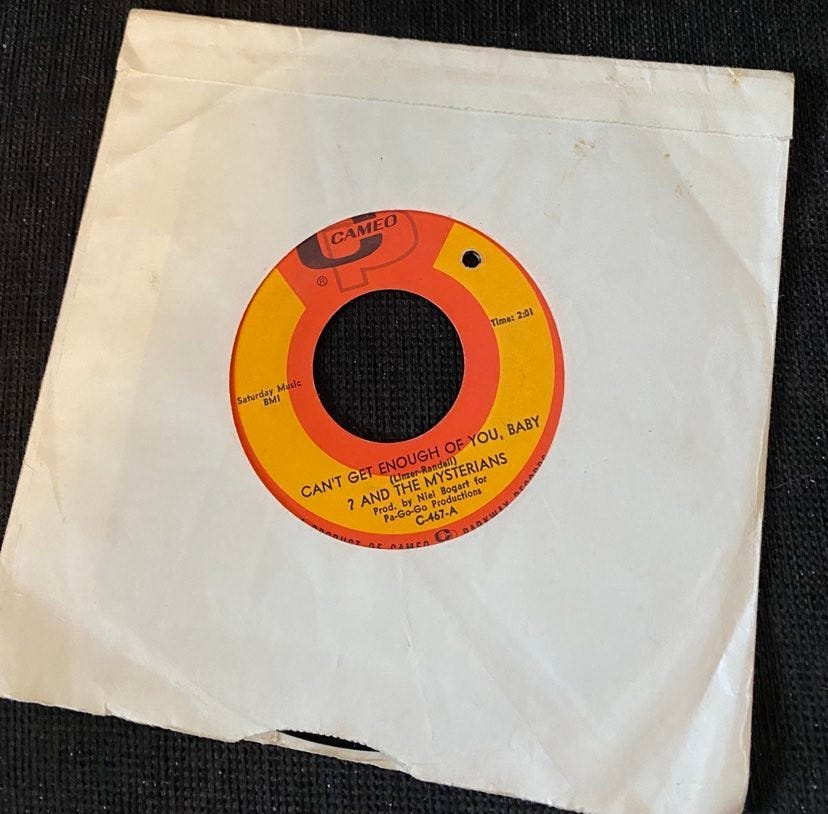 CAMEO
®
Time: 2:01
Saturday Music
BMI
CAN'T GET ENOUGH OF YOU, BABY
(Linzer-Randell)
? AND THE MYSTERIANS
Prod. by Niel Bogart for
Pa-Go-Go Productions
C-467-A
PRODUCT OF CAMEO PARKWAY RECORDS